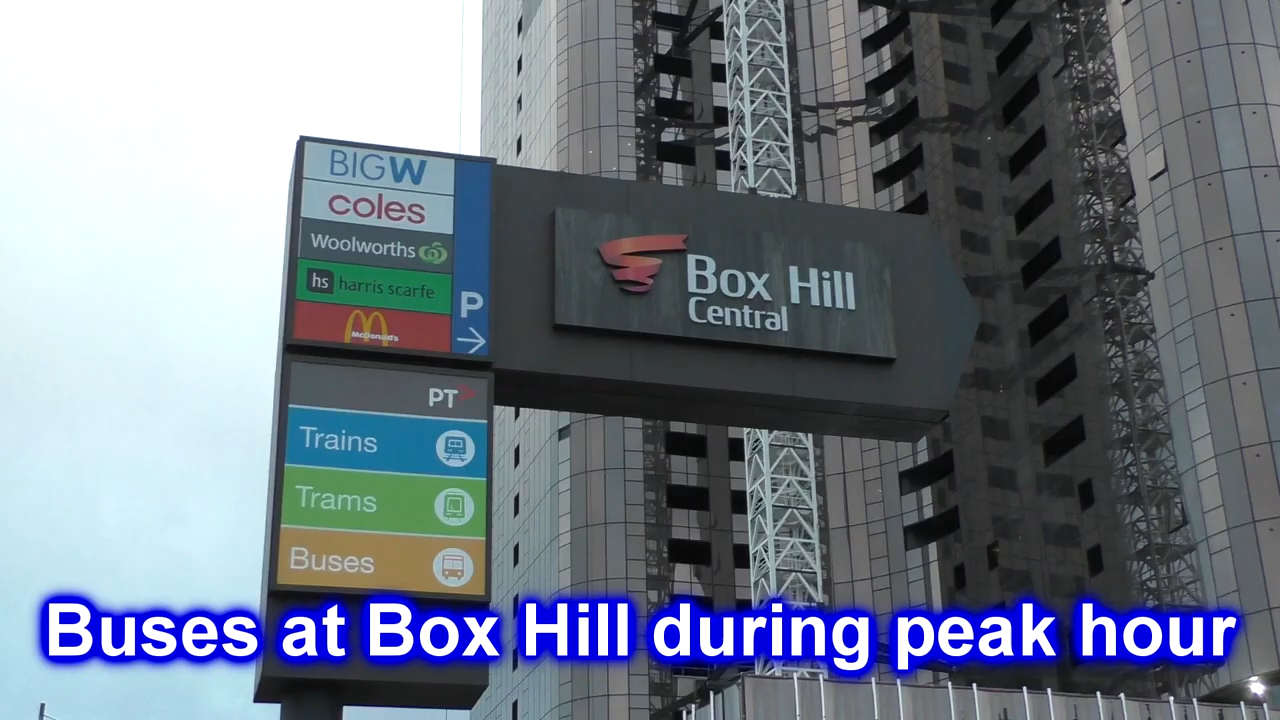 BIGW
coles
Woolworths
hs harris scarfe
McDonald's
P
Box Hill
Central
PT
Trains
Trams
Buses
Buses at Box Hill during peak hour